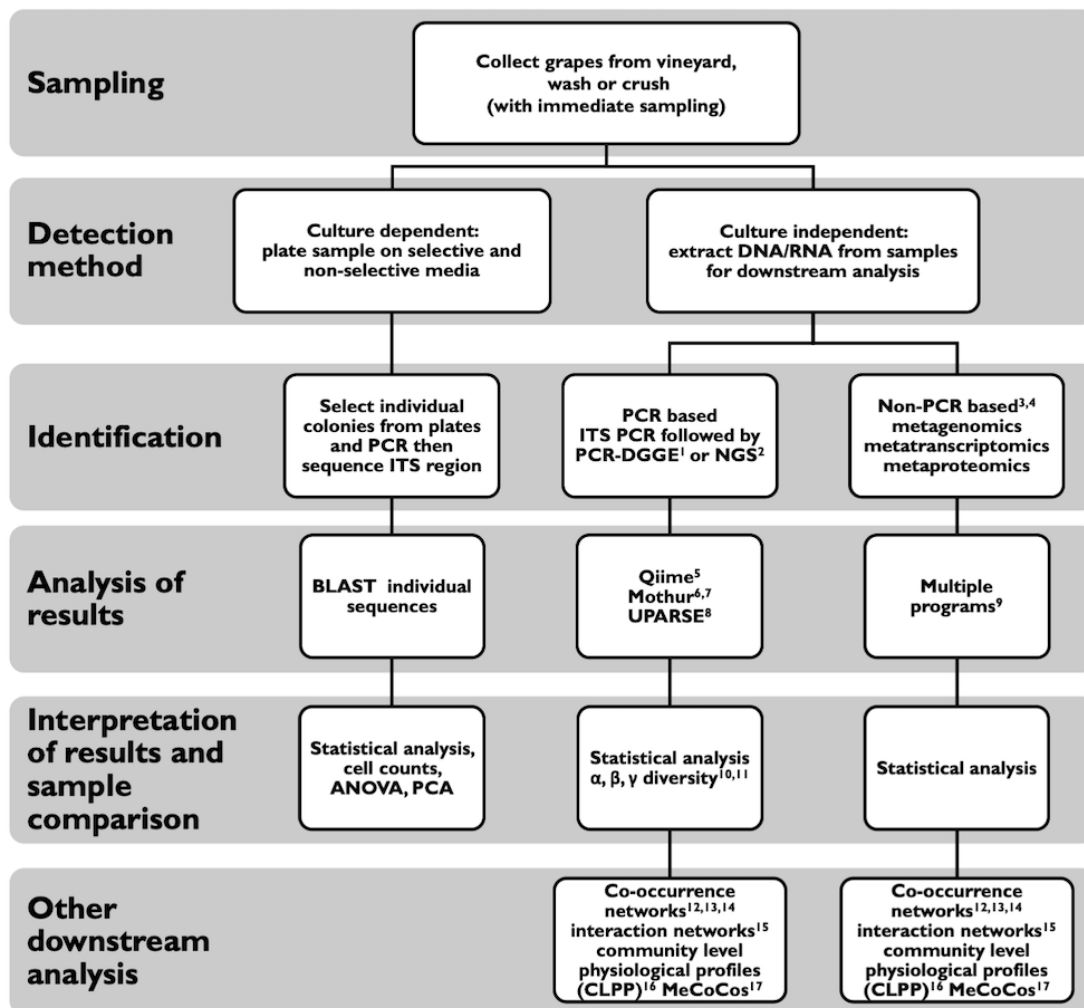 Sampling
Collect grapes from vineyard,
wash or crush
(with immediate sampling)
Detection
method
Culture dependent:
plate sample on selective and
non-selective media
Culture independent:
extract DNA/RNA from samples
for downstream analysis
Identification
Select individual
colonies from plates
and PCR then
sequence ITS region
PCR based
ITS PCR followed by
PCR-DGGE¹ or NGS²
Non-PCR based³,⁴
metagenomics
metatranscriptomics
metaproteomics
Analysis of
results
BLAST individual
sequences
Qiime⁵
Mothur⁶,⁷
UPARSE⁸
Multiple
programs⁹
Interpretation
of results and
sample
comparison
Statistical analysis,
cell counts,
ANOVA, PCA
Statistical analysis
α, β, γ diversity¹⁰,¹¹
Statistical analysis
Other
downstream
analysis
Co-occurrence
networks¹²,¹³,¹⁴
interaction networks¹⁵
community level
physiological profiles
(CLPP)¹⁶ MeCoCos¹⁷
Co-occurrence
networks¹²,¹³,¹⁴
interaction networks¹⁵
community level
physiological profiles
(CLPP)¹⁶ MeCoCos¹⁷